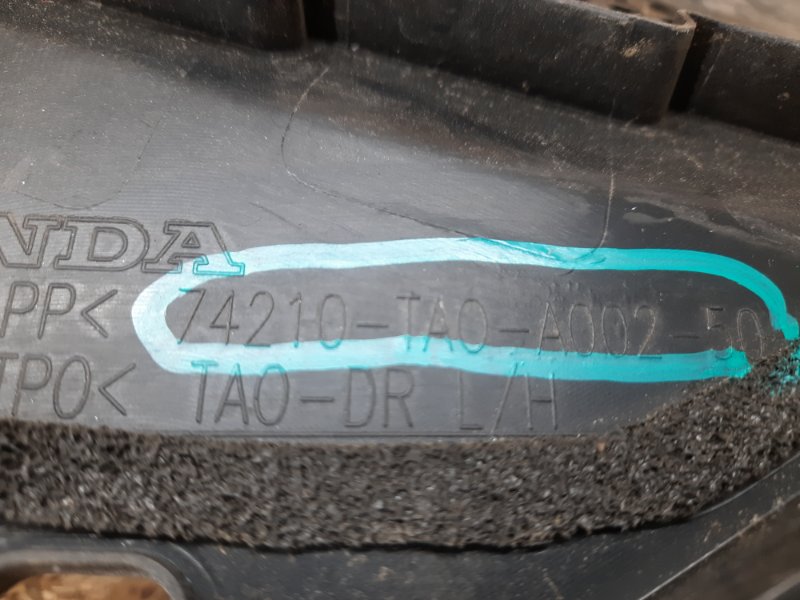 NDA
PP< 74210-TA0-A002-50
TPO< TA0-DR L/H